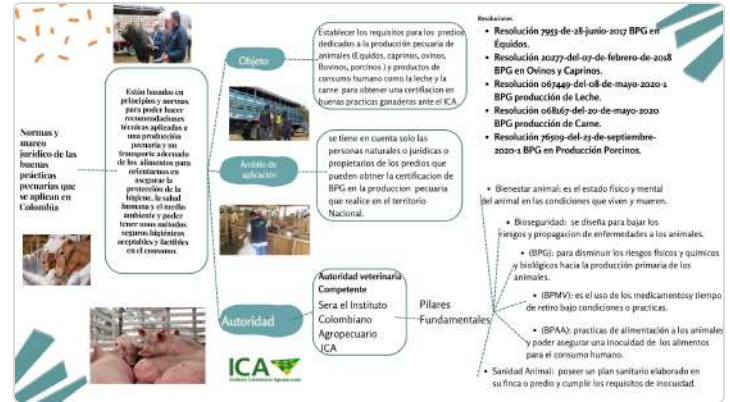 Normas y
marco
jurídico de las
buenas
prácticas
pecuarias que
se aplican en
Colombia
Están basadas en
principios y normas
para poder hacer
recomendaciones
técnicas aplicadas a
una producción
pecuaria y un
transporte adecuado
de los alimentos para
orientarnos en
asegurar la
protección de la
higiene, la salud
humana y el medio
ambiente y poder
tener unos métodos
seguros higiénicos
aceptables y factibles
en el consumo.
Objeto
Establecer los requisitos para los predios
dedicados a la producción pecuaria de
animales (Equidos, caprinos, ovinos,
Bovinos, porcinos ) y productos de
consumo humano como la leche y la
carne para obtener una certifiacion en
buenas practicas ganaderas ante el ICA
Ámbito de
aplicación
se tiene en cuenta solo las
personas naturales o jurídicas o
propietarios de los predios que
pueden obtner la certificacion de
BPG en la produccion pecuaria
que realice en el territorio
Nacional.
Autoridad
Autoridad veterinaria
Competente
Sera el Instituto
Colombiano
Agropecuario
ICA
ICA
Instituto Colombiano Agropecuario
Pilares
Fundamentales
Resoluciones
• Resolución 7953-de-28-junio-2017 BPG en
Équidos.
• Resolución 20277-del-07-de-febrero-de-2018
BPG en Ovinos y Caprinos.
• Resolución 067449-del-08-de-mayo-2020-1
BPG producción de Leche.
• Resolución 068167-del-20-de-mayo-2020
BPG producción de Carne.
• Resolución 76509-del-25-de-septiembre-
2020-1 BPG en Producción Porcinos.
• Bienestar animal: es el estado físico y mental
del animal en las condiciones que viven y mueren.
• Bioseguridad: se diseña para bajar los
riesgos y propagacion de enfermedades a los animales.
• (BPG): para disminuir los riesgos físicos y quimicos
y biológicos hacia la producción primaria de los
animales.
• (BPMV): es el uso de los medicamentosy tiempo
de retiro bajo condiciones o practicas.
• (BPAA): practicas de alimentación a los animales
y poder asegurar una inocuidad de los alimentos
para el consumo humano.
• Sanidad Animal: poseer un plan sanitario elaborado en
su finca o predio y cumplir los requisitos de inocuidad.